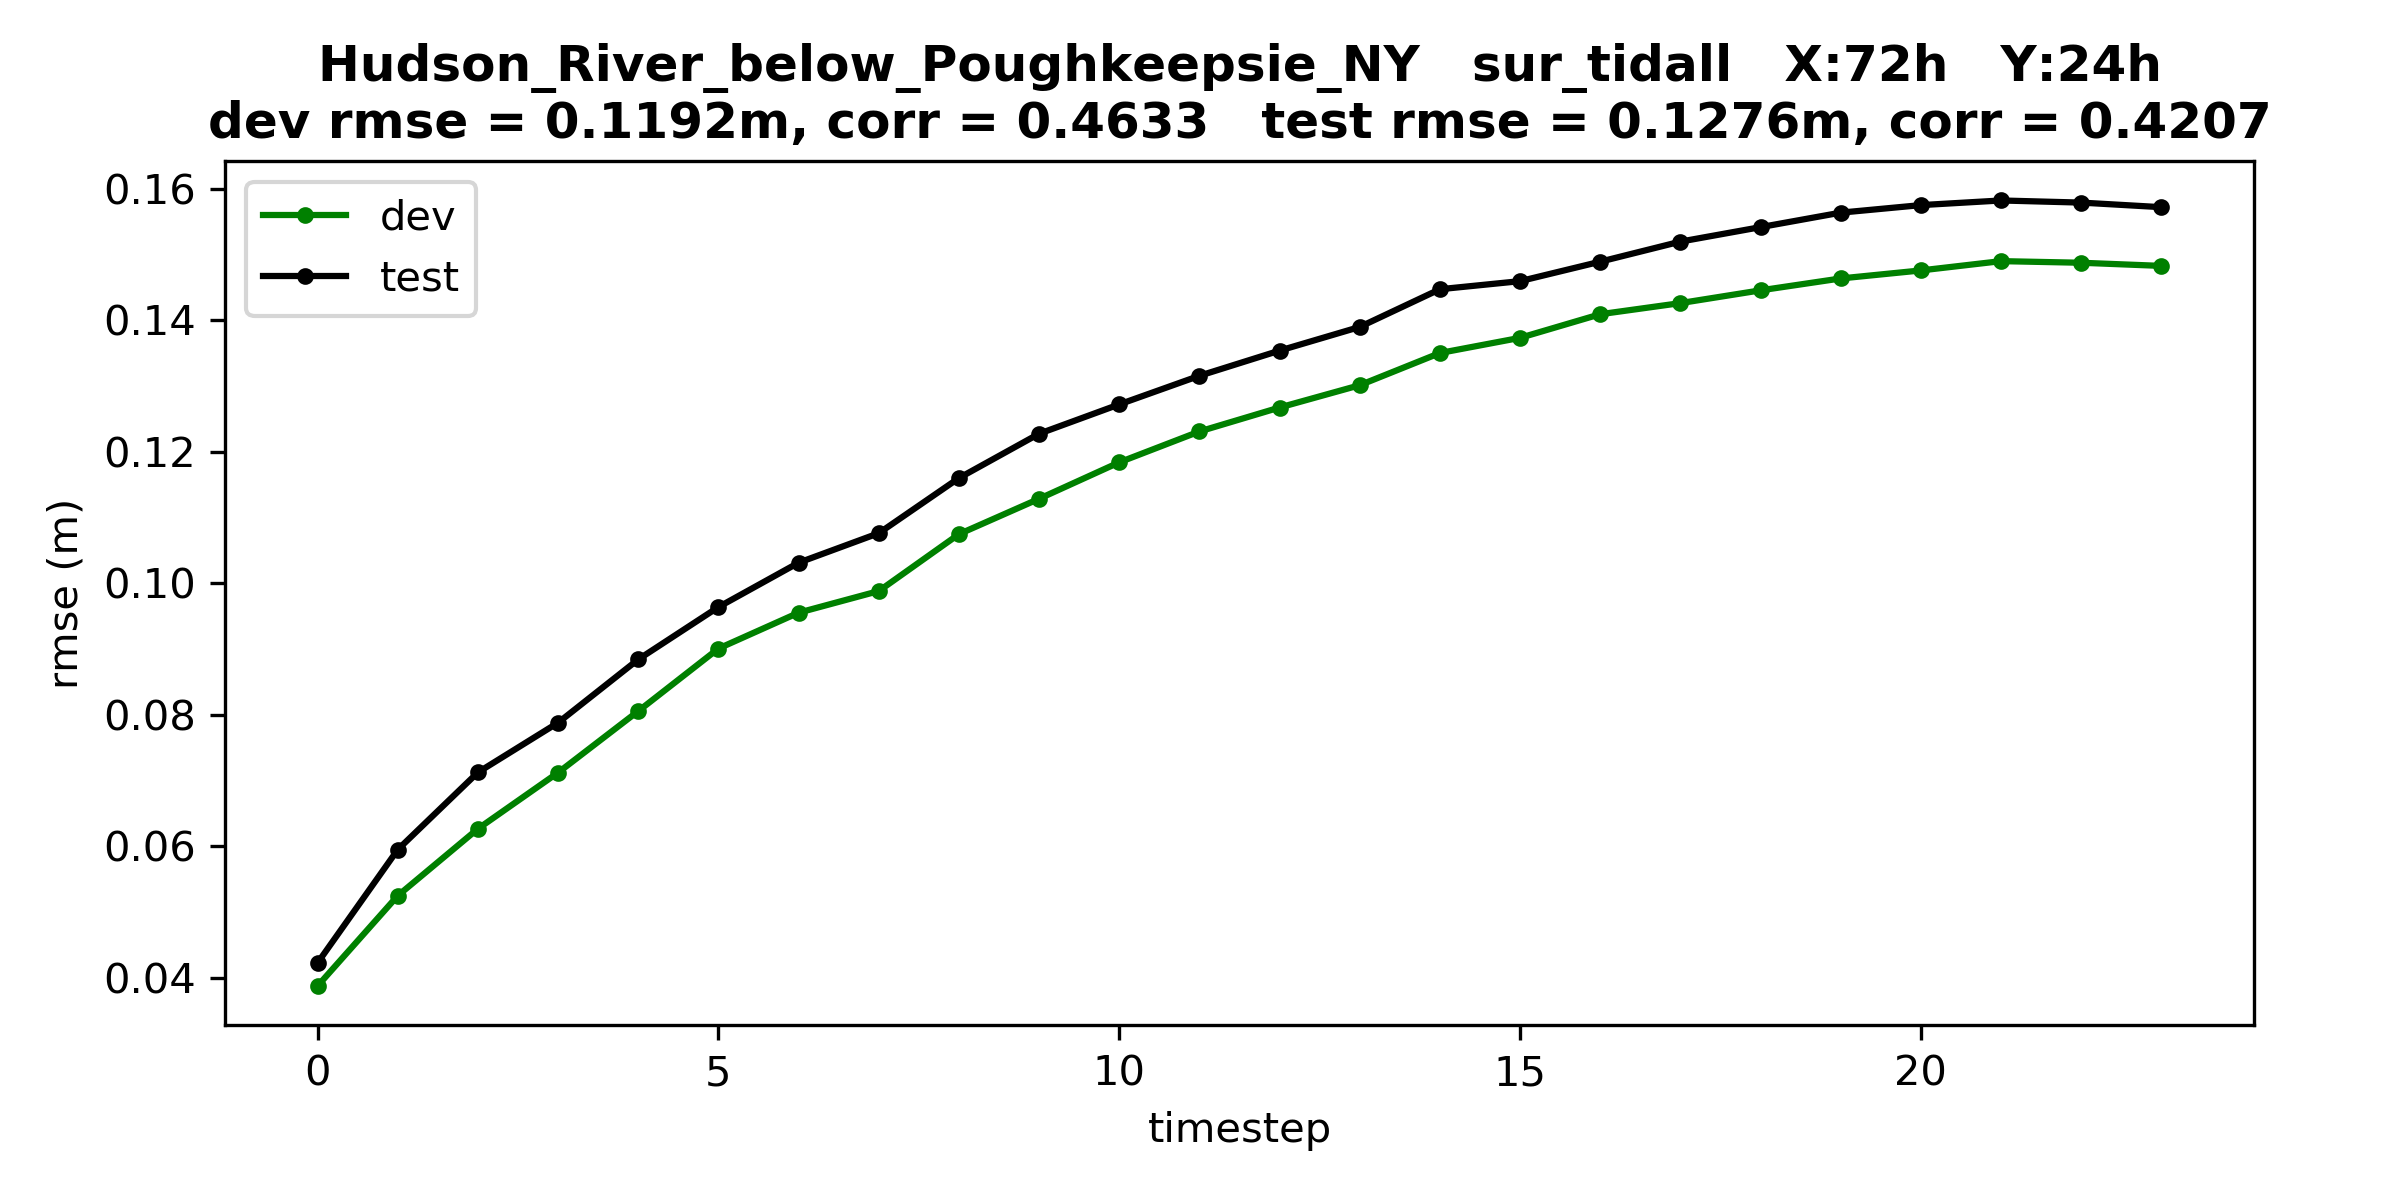 Hudson_River_below_Poughkeepsie_NY   sur_tidall   X:72h   Y:24h
dev rmse = 0.1192m, corr = 0.4633   test rmse = 0.1276m, corr = 0.4207
dev
test
0.16
0.14
0.12
0.10
0.08
0.06
0.04
rmse (m)
0 5 10 15 20
timestep